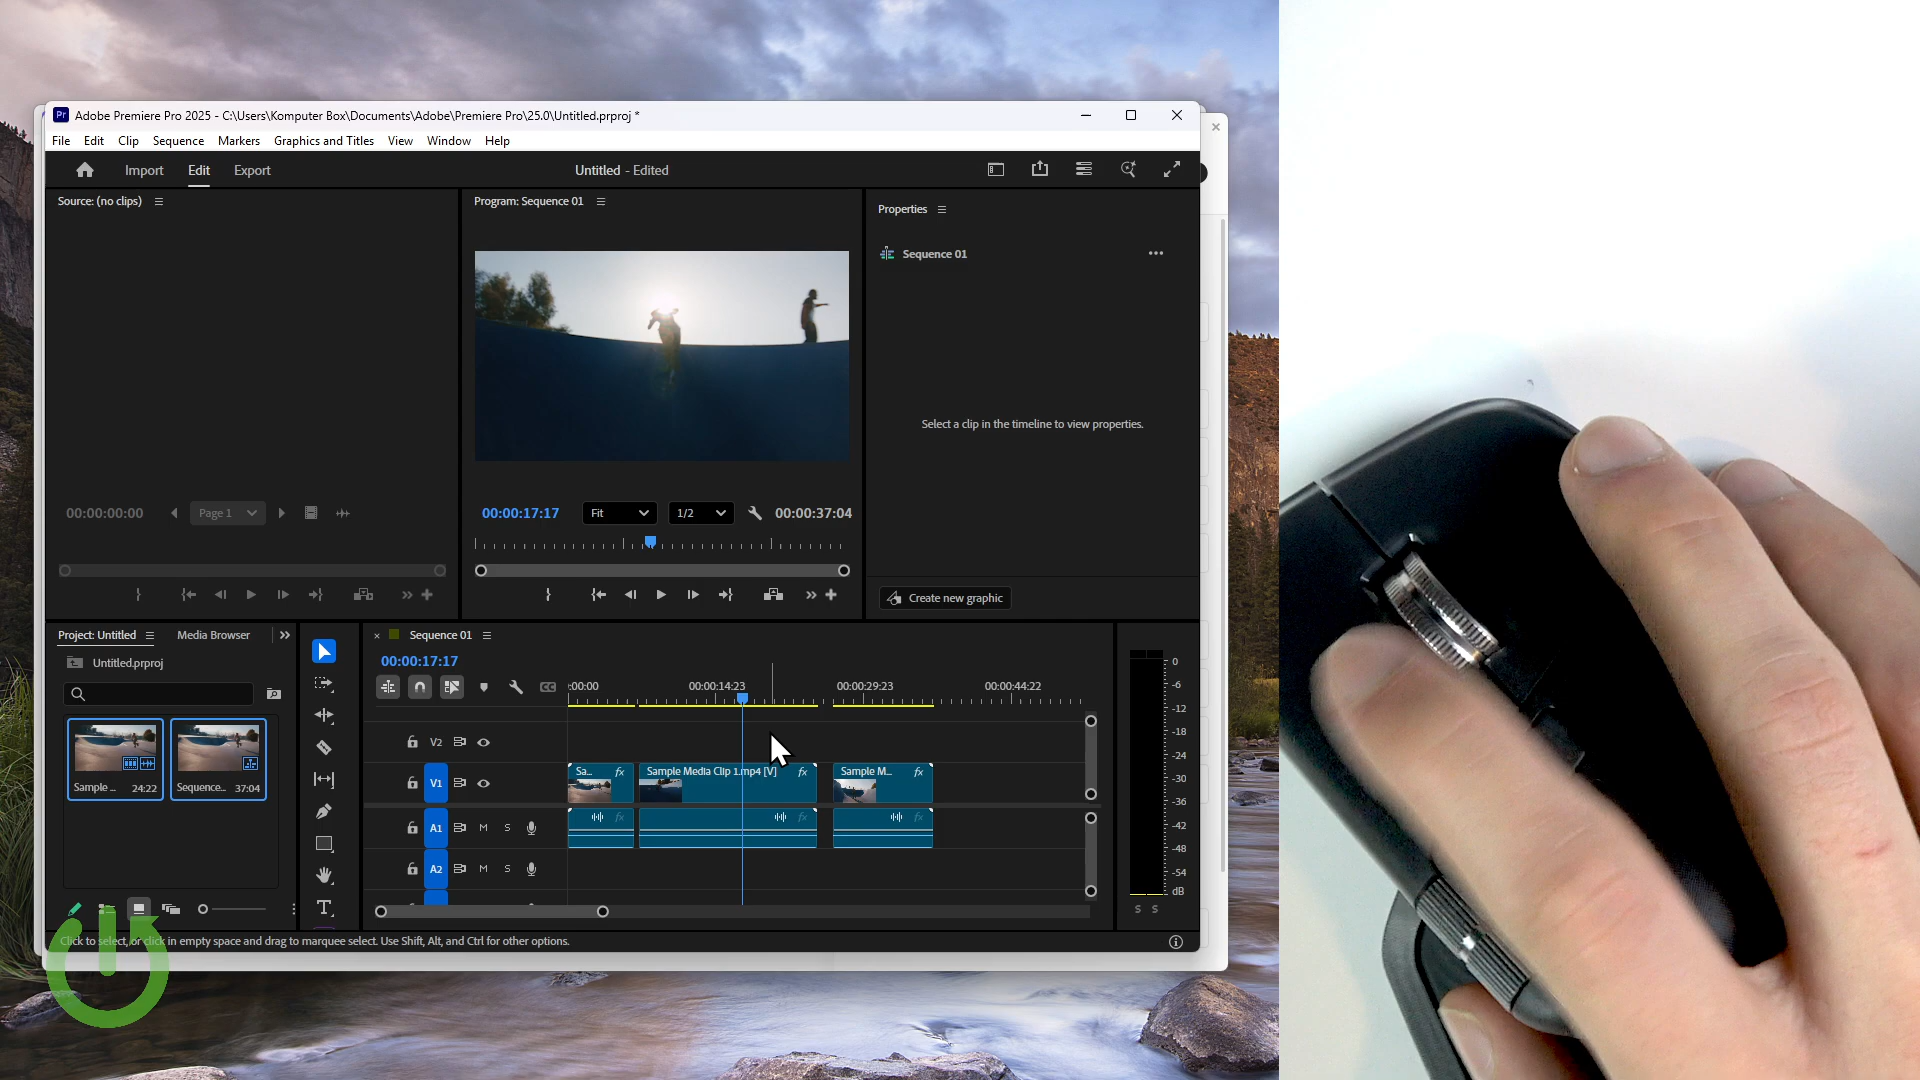 Adobe Premiere Pro 2025 - C:\Users\Komputer Box\Documents\Adobe\Premiere Pro\25.0\Untitled.prproj *
File Edit Clip Sequence Markers Graphics and Titles View Window Help
Import Edit Export Untitled - Edited
Source: (no clips) Program: Sequence 01
Properties
Sequence 01
Select a clip in the timeline to view properties.
00:00:00:00 Page 1 00:00:17:17 Fit 1/2 00:00:37:04
Create new graphic
Project: Untitled Media Browser
Untitled.prproj
Sample ... 24:22 Sequence.. 37:04
Sequence 01
00:00:17:17
CC :00:00 00:00:14:23 00:00:29:23 00:00:44:22
V2
Sa... fx Sample Media Clip 1.mp4 [V] fx Sample M... fx
V1
fx fx fx
A1 M S
A2 M S
0
-6
-12
-18
-24
-30
-36
-42
-48
-54
dB
S S
Click to select, or click in empty space and drag to marquee select. Use Shift, Alt, and Ctrl for other options.